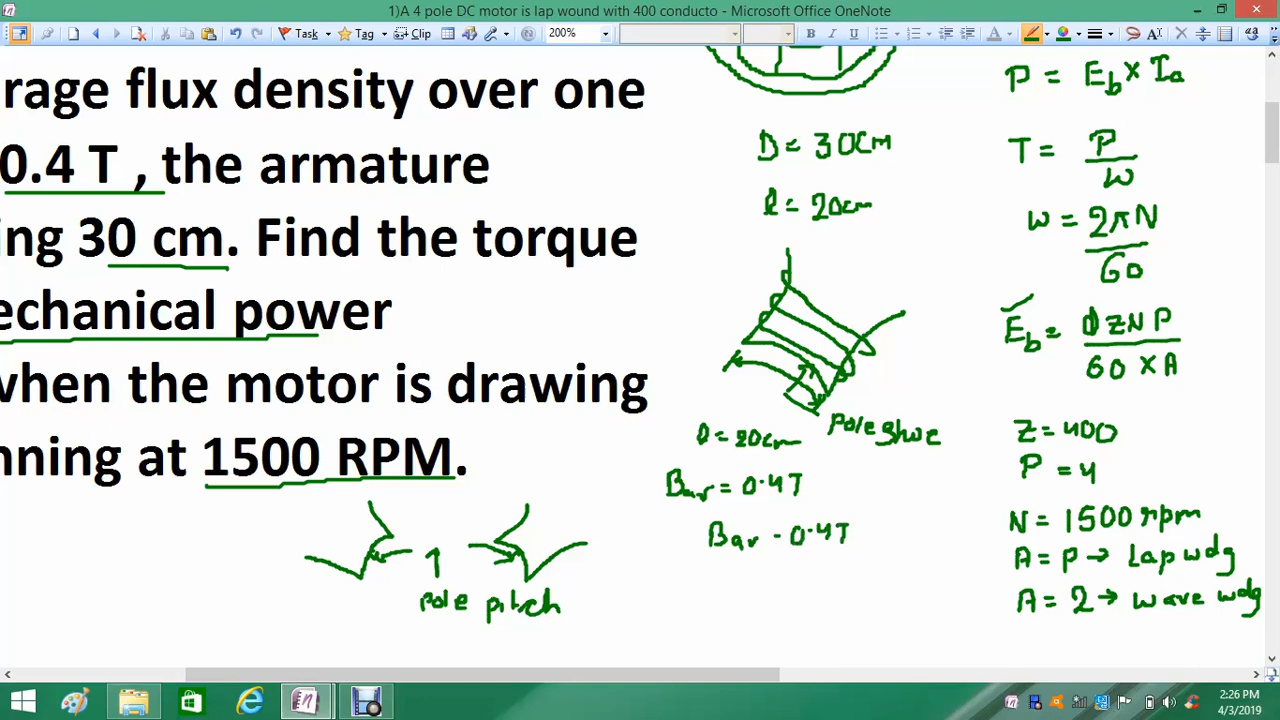 1)A 4 pole DC motor is lap wound with 400 conducto - Microsoft Office OneNote
Task
Tag
Clip
200%
B I U
rage flux density over one
0.4 T , the armature
ing 30 cm. Find the torque
echanical power
when the motor is drawing
nning at 1500 RPM.
pole pitch
D = 30cm
l = 20cm
Pole shoe
l = 20cm
Bav = 0.4T
Bav - 0.4T
P = Eb × Ia
T = P
W
W = 2πN
60
Eb = ϕ Z N P
60 × A
Z = 400
P = 4
N = 1500 rpm
A = P → Lap wdg
A = 2 → wave wdg
2:26 PM
4/3/2019